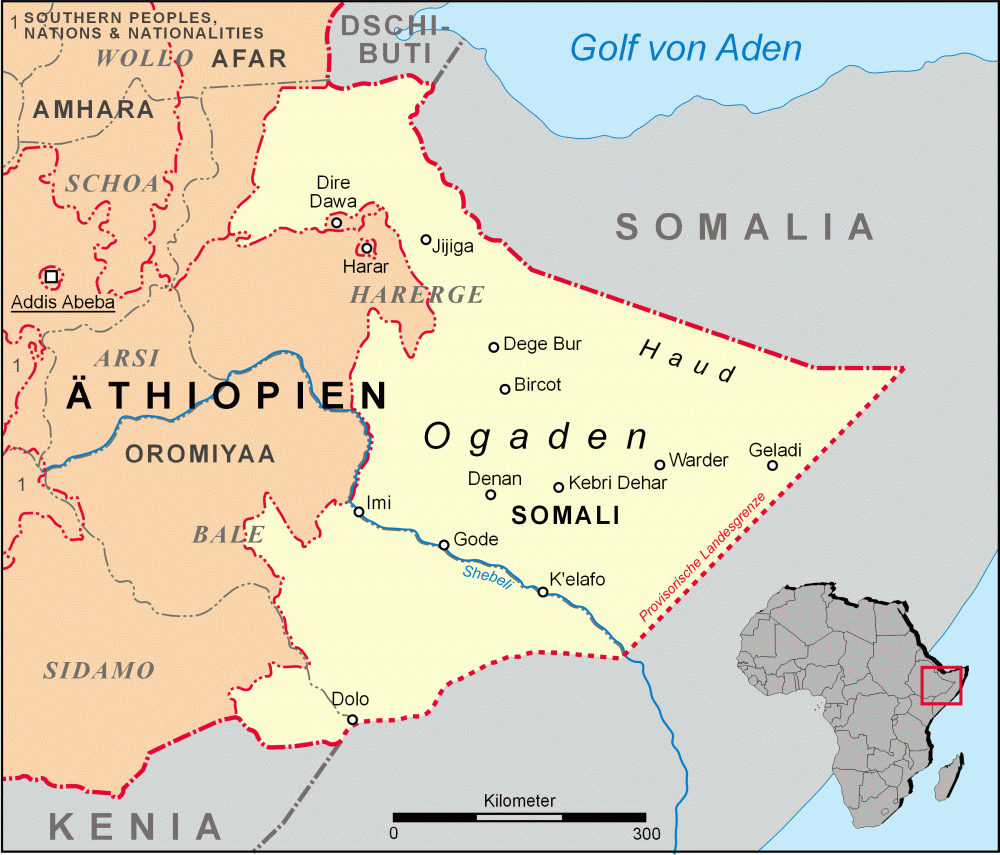 1 SOUTHERN PEOPLES,
NATIONS & NATIONALITIES
WOLLO
AFAR
DSCHI-
BUTI
Golf von Aden
AMHARA
SCHOA
Dire
Dawa
SOMALIA
Jijiga
Harar
Addis Abeba
HARERGE
Dege Bur
Haud
1
ARSI
Bircot
ÄTHIOPIEN
Ogaden
OROMIYAA
Geladi
Warder
Denan
Kebri Dehar
1
Imi
SOMALI
BALE
Gode
Shebeli
K'elafo
Provisorische Landesgrenze
SIDAMO
Dolo
Kilometer
KENIA
0
300